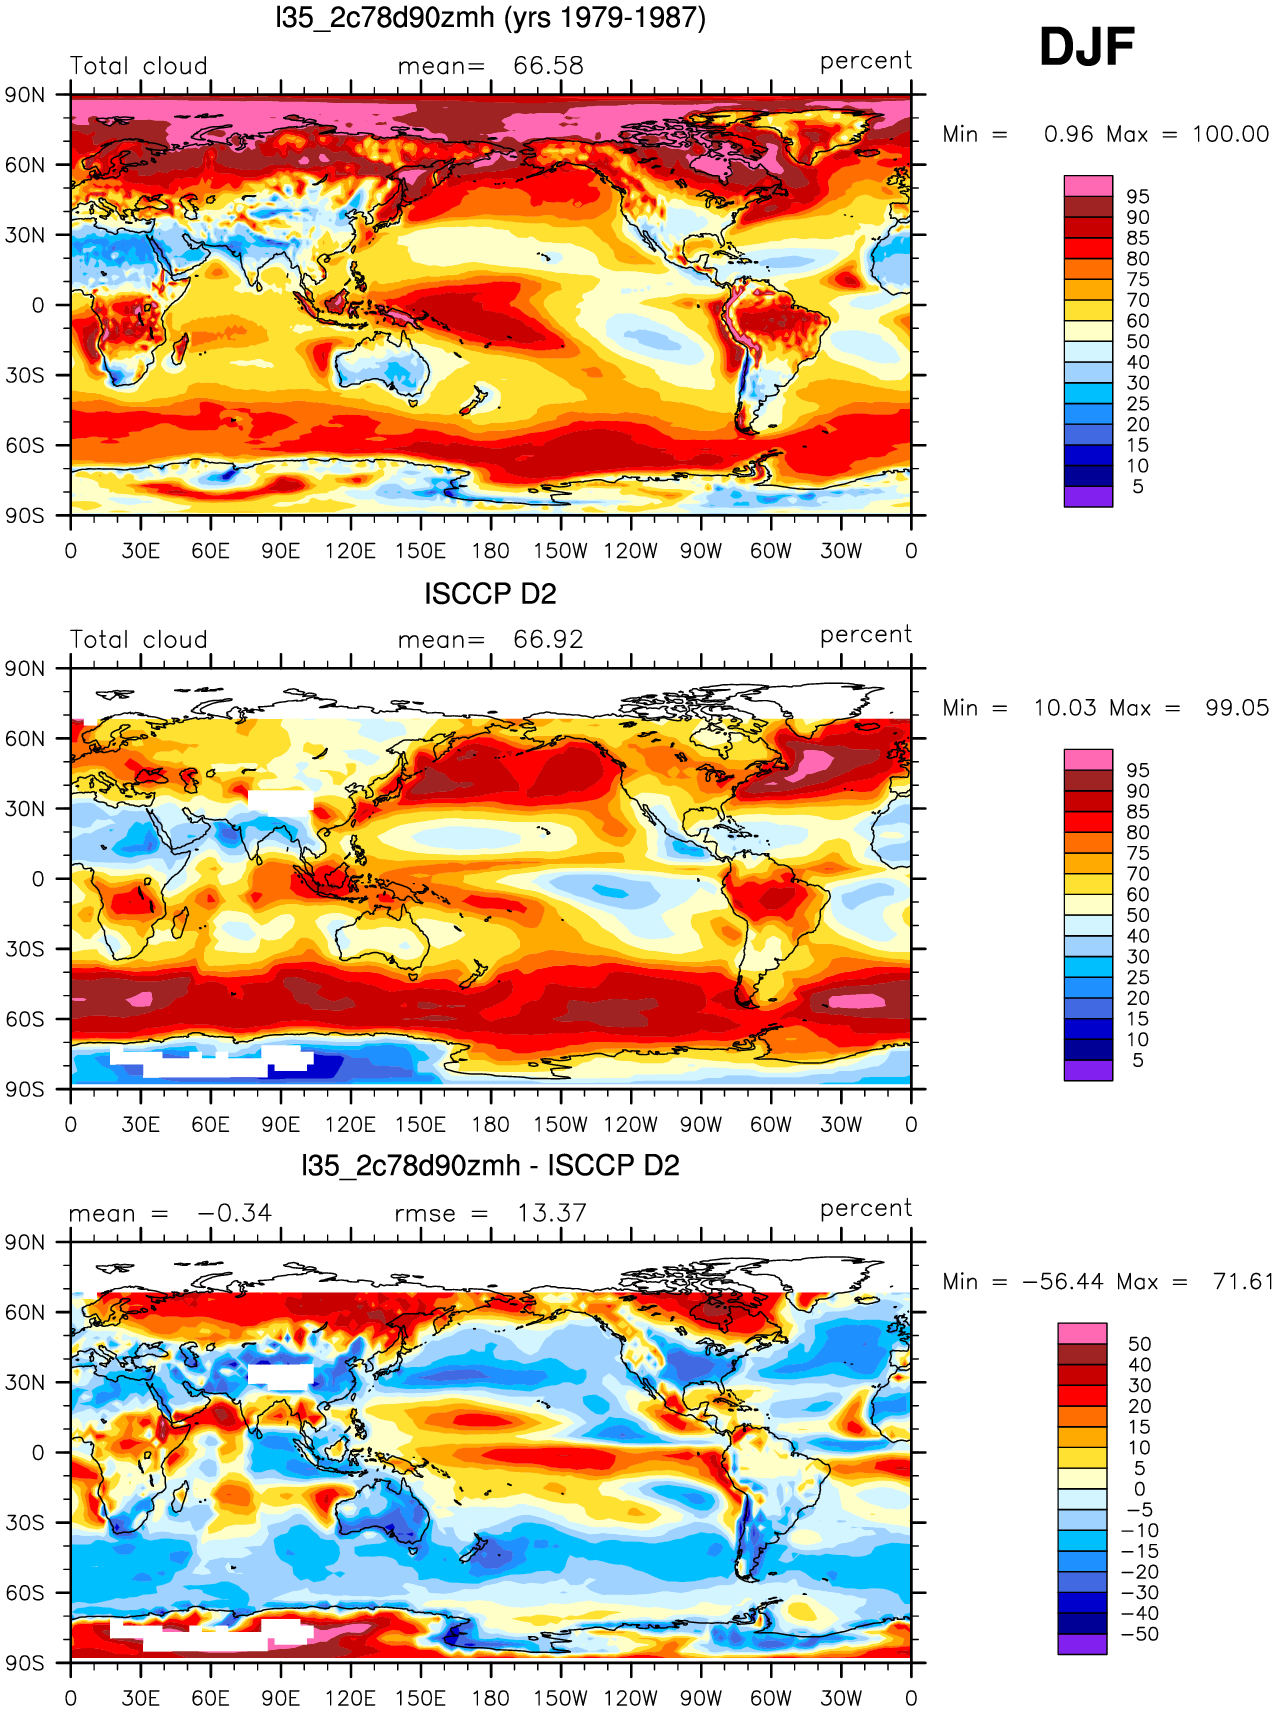 l35_2c78d90zmh (yrs 1979-1987)
DJF
Total cloud mean= 66.58 percent
Min = 0.96 Max = 100.00
90N
60N
30N
0
30S
60S
90S
0 30E 60E 90E 120E 150E 180 150W 120W 90W 60W 30W 0
95
90
85
80
75
70
60
50
40
30
25
20
15
10
5
ISCCP D2
Total cloud mean= 66.92 percent
Min = 10.03 Max = 99.05
90N
60N
30N
0
30S
60S
90S
0 30E 60E 90E 120E 150E 180 150W 120W 90W 60W 30W 0
95
90
85
80
75
70
60
50
40
30
25
20
15
10
5
l35_2c78d90zmh - ISCCP D2
mean = -0.34 rmse = 13.37 percent
Min = -56.44 Max = 71.61
90N
60N
30N
0
30S
60S
90S
0 30E 60E 90E 120E 150E 180 150W 120W 90W 60W 30W 0
50
40
30
20
15
10
5
0
-5
-10
-15
-20
-30
-40
-50